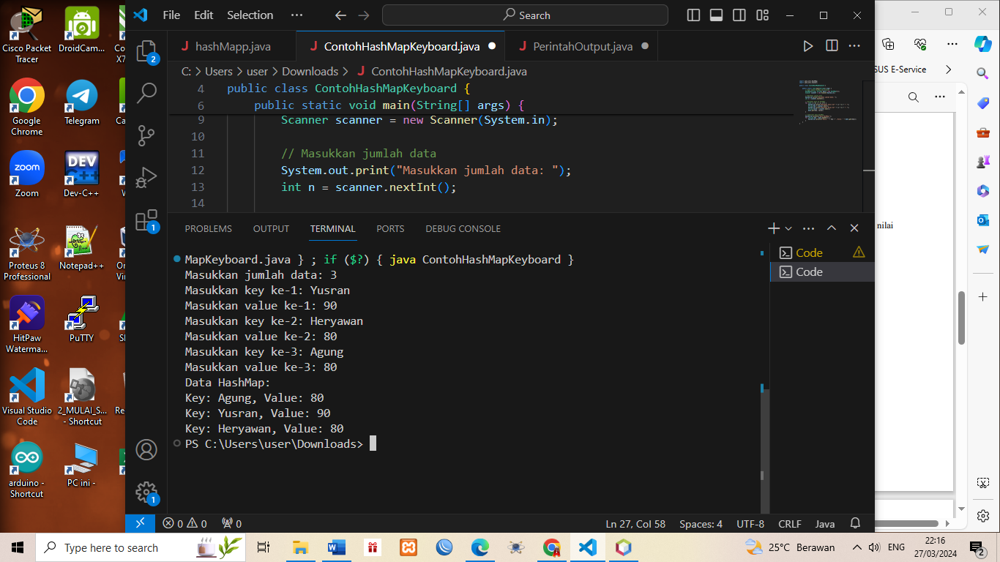 Cisco Packet
Tracer
DroidCam...
Co
X7
Google
Chrome
Telegram
Ca
zoom
Zoom
DEV
C++
Dev-C++
Proteus 8
Professional
Notepad++
Or
Vir
HitPaw
Waterma...
PuTTY
Visual Studio
Code
2_MULAI_S...
- Shortcut
Re
arduino -
Shortcut
PC ini -
File Edit Selection ···
Search
2
1
1
hashMapp.java
ContohHashMapKeyboard.java
PerintahOutput.java
C: > Users > user > Downloads > ContohHashMapKeyboard.java
4 public class ContohHashMapKeyboard {
6 public static void main(String[] args) {
9 Scanner scanner = new Scanner(System.in);
10
11 // Masukkan jumlah data
12 System.out.print("Masukkan jumlah data: ");
13 int n = scanner.nextInt();
14
PROBLEMS OUTPUT TERMINAL PORTS DEBUG CONSOLE
MapKeyboard.java } ; if ($?) { java ContohHashMapKeyboard }
Masukkan jumlah data: 3
Masukkan key ke-1: Yusran
Masukkan value ke-1: 90
Masukkan key ke-2: Heryawan
Masukkan value ke-2: 80
Masukkan key ke-3: Agung
Masukkan value ke-3: 80
Data HashMap:
Key: Agung, Value: 80
Key: Yusran, Value: 90
Key: Heryawan, Value: 80
PS C:\Users\user\Downloads>
Code
Code
0 0 0
Ln 27, Col 58 Spaces: 4 UTF-8 CRLF Java
SUS E-Service
nilai
Type here to search
25°C Berawan
ENG
22:16
27/03/2024
2